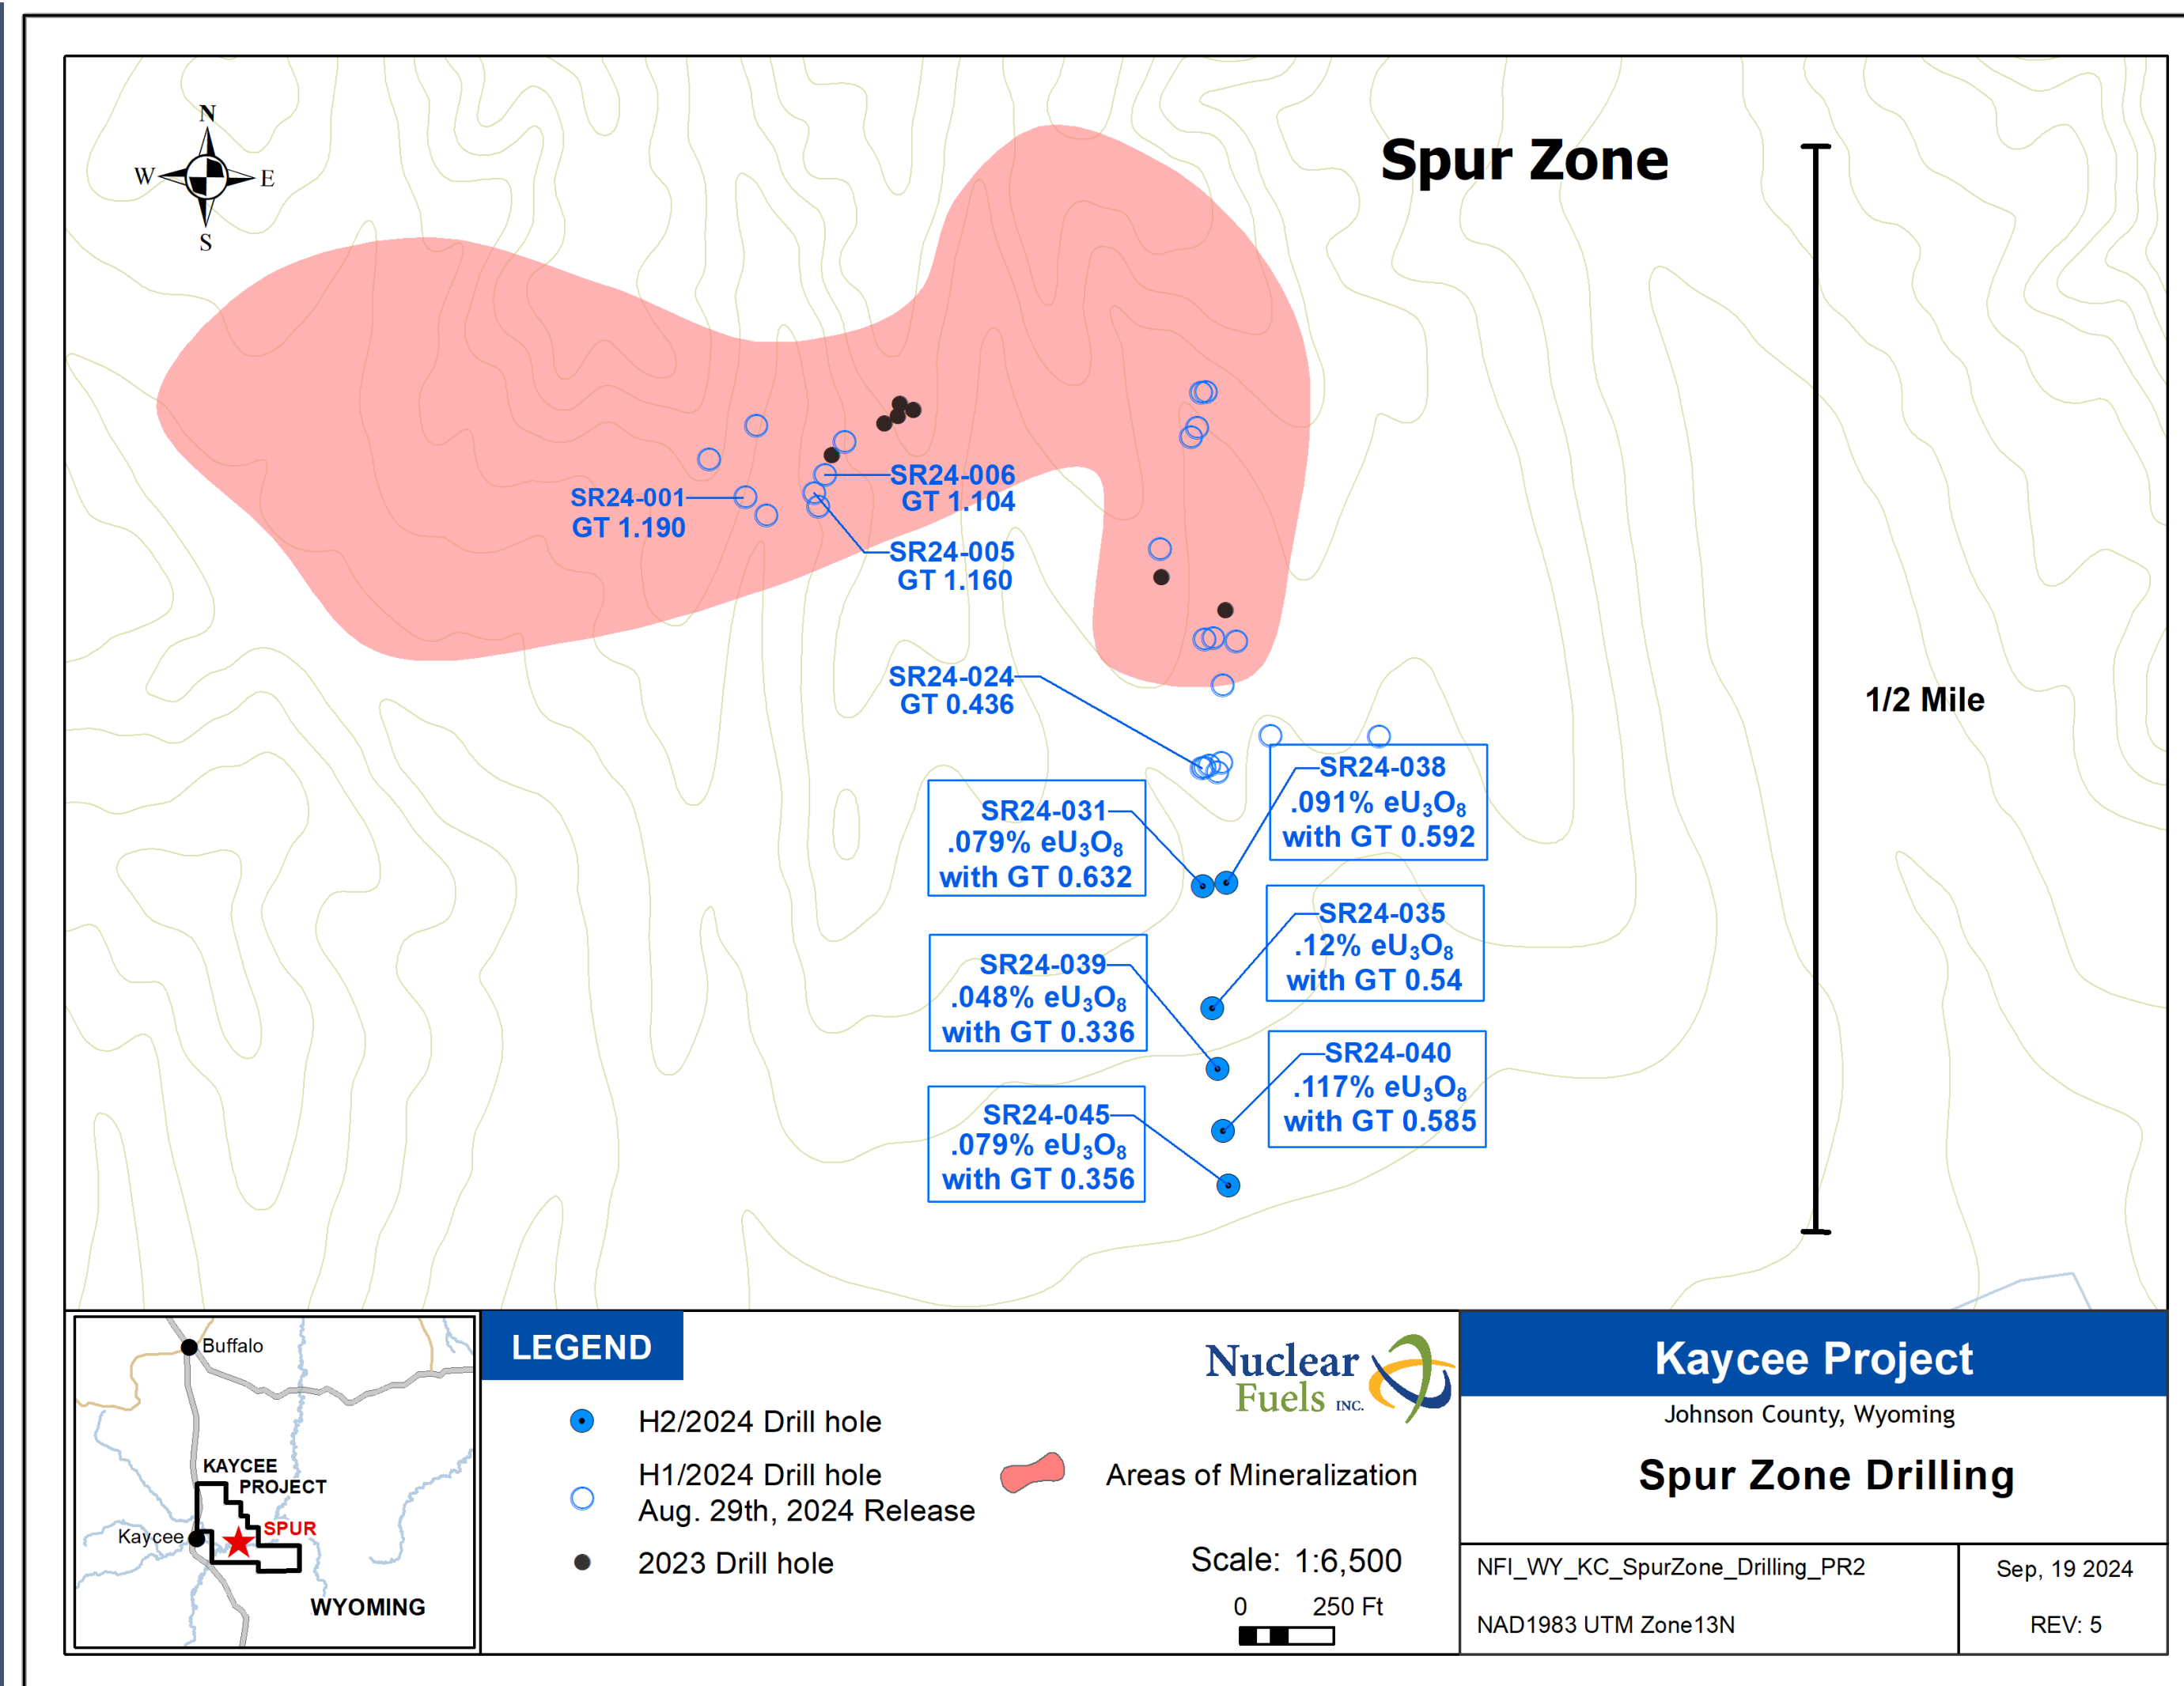 N
W
E
S
Spur Zone
SR24-001
GT 1.190
SR24-006
GT 1.104
SR24-005
GT 1.160
SR24-024
GT 0.436
1/2 Mile
SR24-031
.079% eU₃O₈
with GT 0.632
SR24-038
.091% eU₃O₈
with GT 0.592
SR24-035
.12% eU₃O₈
with GT 0.54
SR24-039
.048% eU₃O₈
with GT 0.336
SR24-040
.117% eU₃O₈
with GT 0.585
SR24-045
.079% eU₃O₈
with GT 0.356
Buffalo
KAYCEE
PROJECT
SPUR
Kaycee
WYOMING
LEGEND
H2/2024 Drill hole
H1/2024 Drill hole
Aug. 29th, 2024 Release
2023 Drill hole
Nuclear
Fuels INC.
Areas of Mineralization
Scale: 1:6,500
0 250 Ft
Kaycee Project
Johnson County, Wyoming
Spur Zone Drilling
NFI_WY_KC_SpurZone_Drilling_PR2
NAD1983 UTM Zone13N
Sep, 19 2024
REV: 5